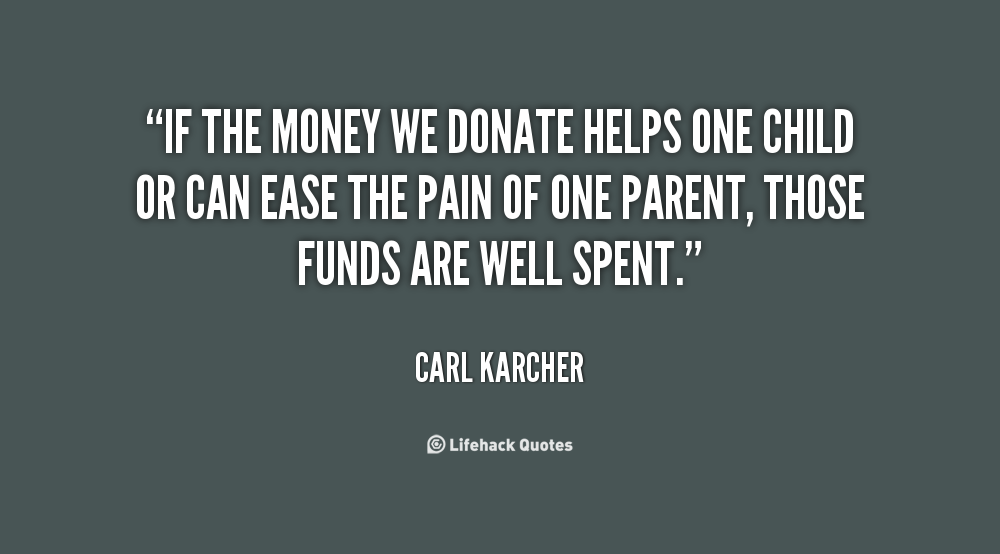 “IF THE MONEY WE DONATE HELPS ONE CHILD
OR CAN EASE THE PAIN OF ONE PARENT, THOSE
FUNDS ARE WELL SPENT.”
CARL KARCHER
Lifehack Quotes